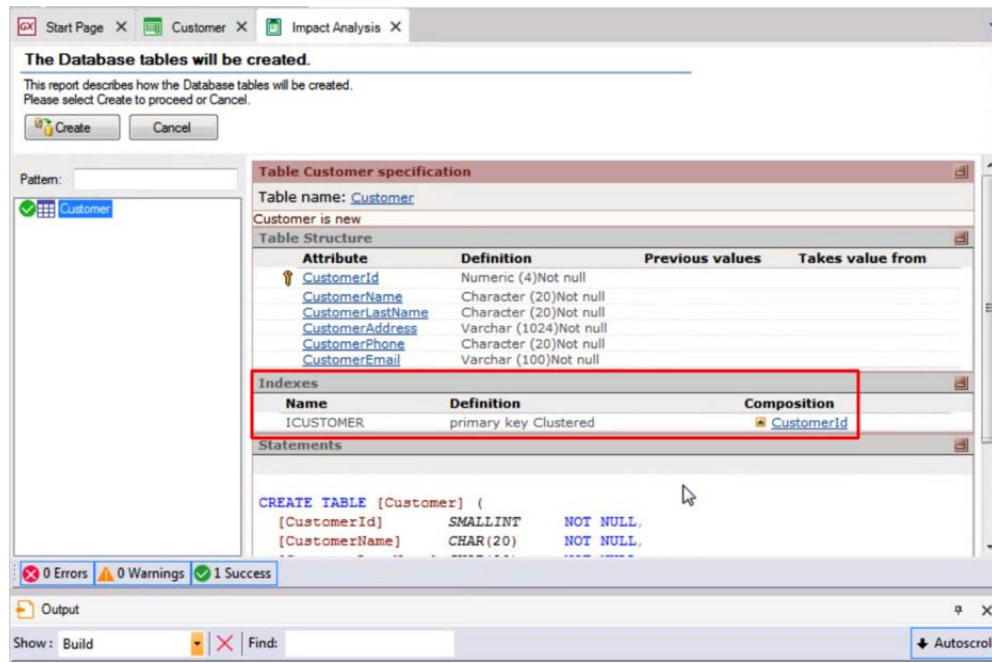 GX Start Page X Customer X Impact Analysis X
The Database tables will be created.
This report describes how the Database tables will be created.
Please select Create to proceed or Cancel.
Create Cancel
Pattern:
Customer
Table Customer specification
Table name: Customer
Customer is new
Table Structure
Attribute Definition Previous values Takes value from
CustomerId Numeric (4)Not null
CustomerName Character (20)Not null
CustomerLastName Character (20)Not null
CustomerAddress Varchar (1024)Not null
CustomerPhone Character (20)Not null
CustomerEmail Varchar (100)Not null
Indexes
Name Definition Composition
ICUSTOMER primary key Clustered CustomerId
Statements
CREATE TABLE [Customer] (
[CustomerId] SMALLINT NOT NULL,
[CustomerName] CHAR(20) NOT NULL,
0 Errors 0 Warnings 1 Success
Output
Show: Build Find: Autoscrol